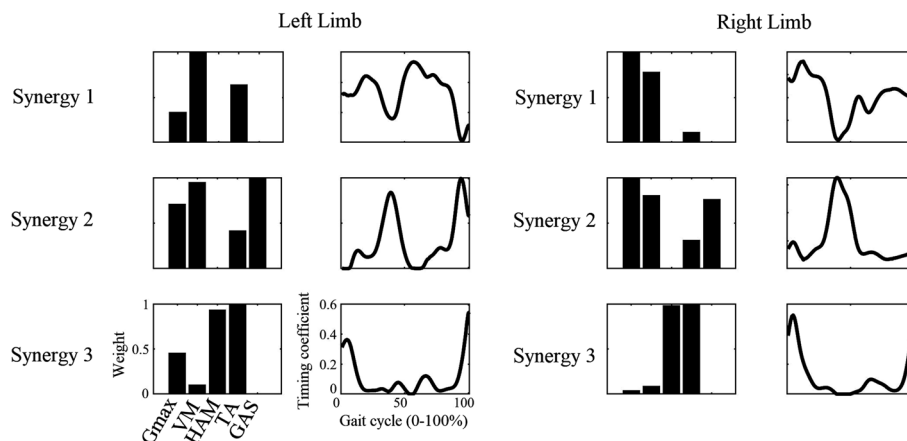 Left Limb
Right Limb
Synergy 1
Synergy 1
Synergy 2
Synergy 2
Synergy 3
Weight
1
0.5
0
Gmax
VM
HAM
TA
GAS
Timing coefficient
0.6
0.4
0.2
0
0
50
100
Gait cycle (0-100%)
Synergy 3